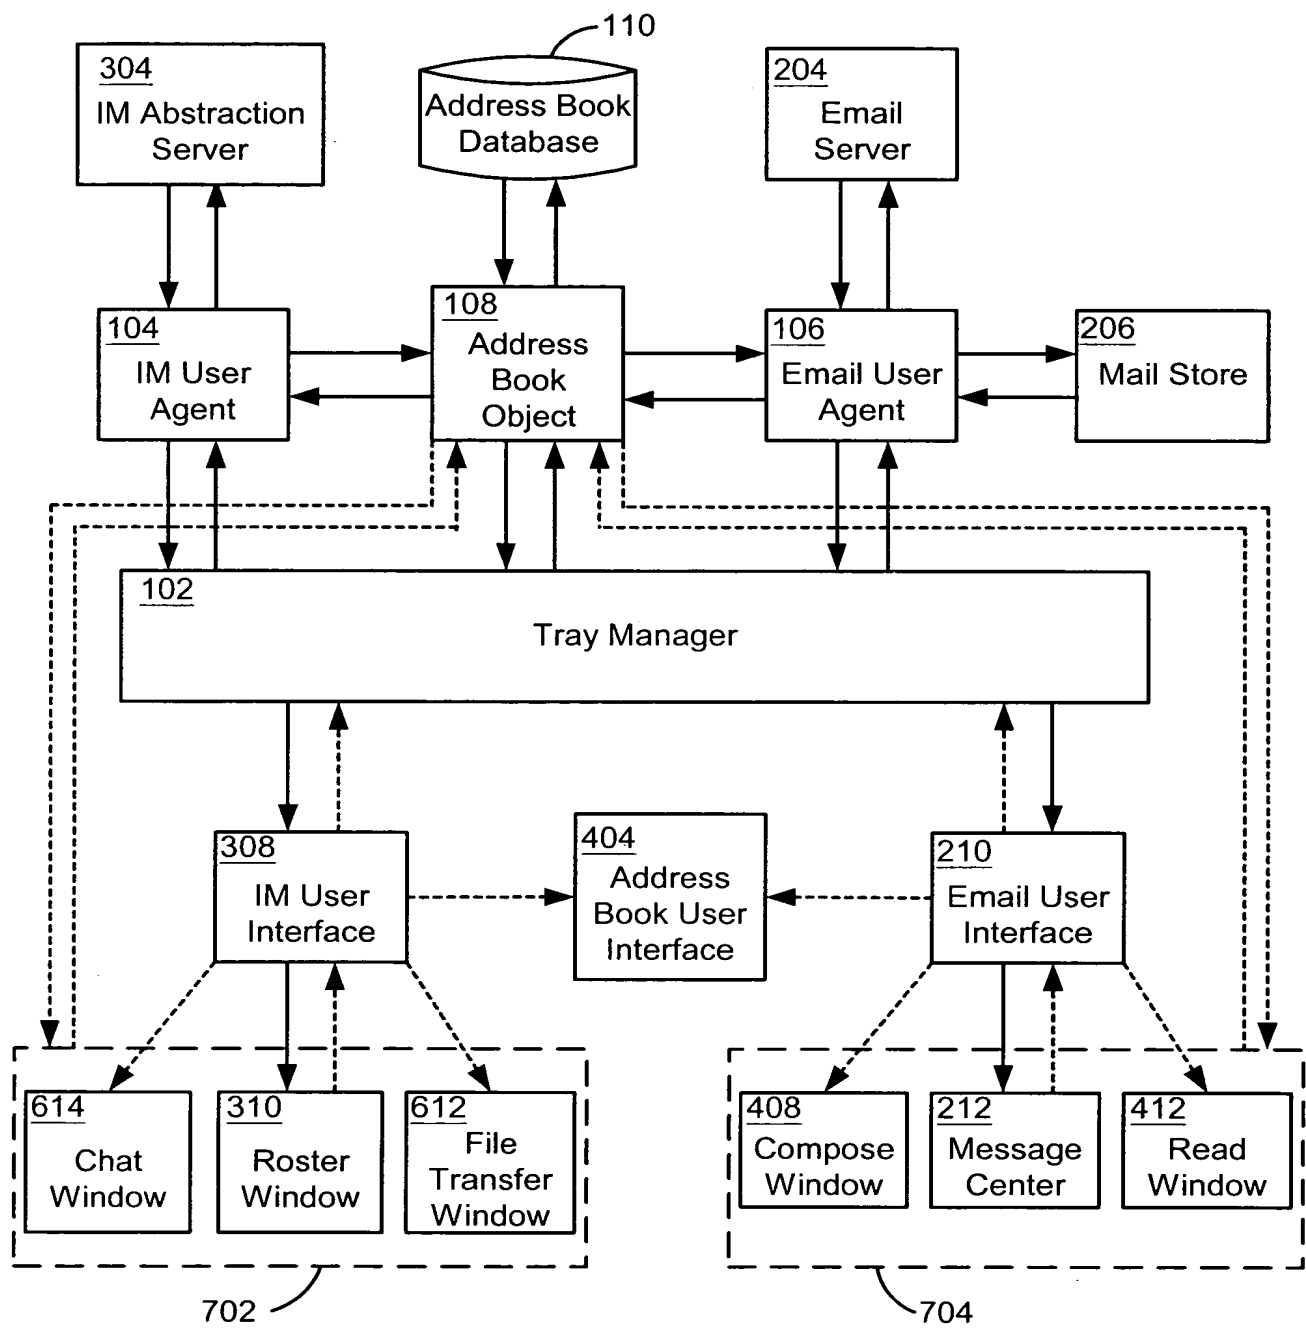 110
304
IM Abstraction
Server
Address Book
Database
204
Email
Server
104
IM User
Agent
108
Address
Book
Object
106
Email User
Agent
206
Mail Store
102
Tray Manager
308
IM User
Interface
404
Address
Book User
Interface
210
Email User
Interface
614
Chat
Window
310
Roster
Window
612
File
Transfer
Window
408
Compose
Window
212
Message
Center
412
Read
Window
702
704